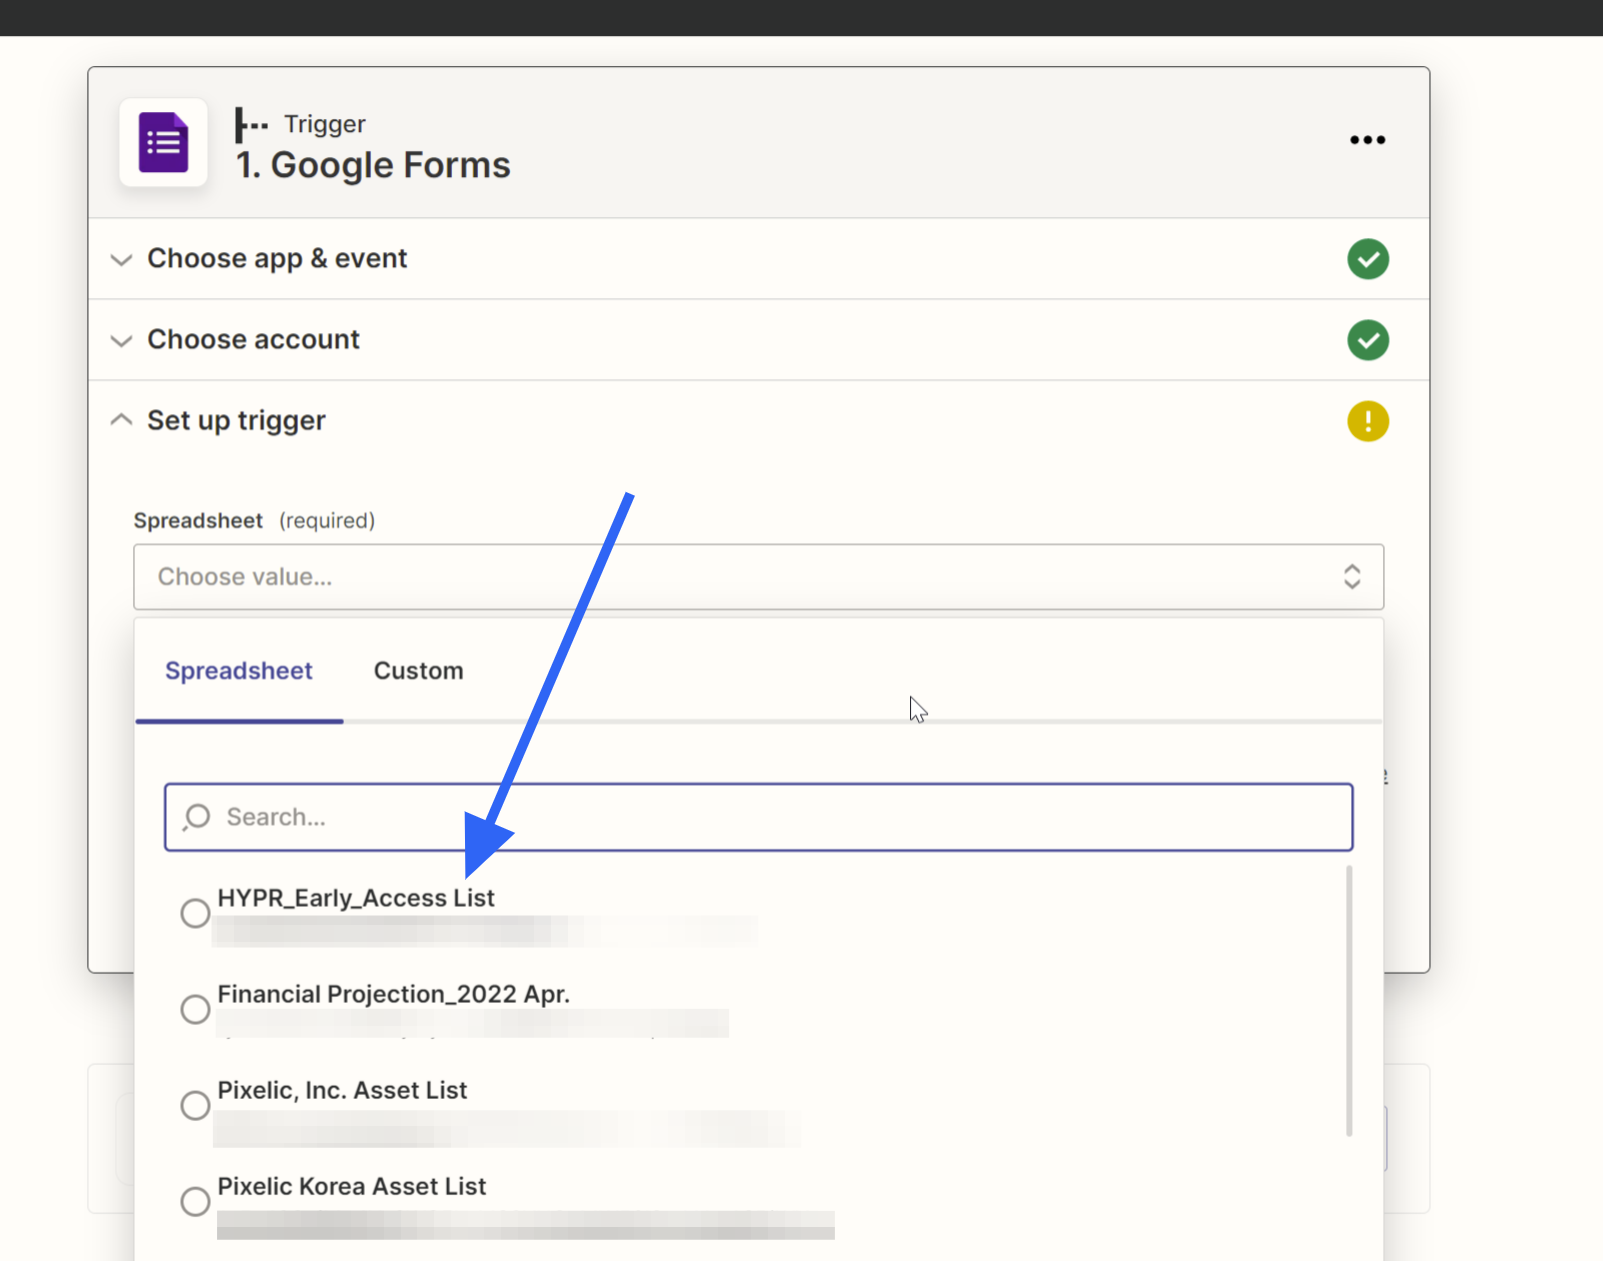 Trigger
1. Google Forms
Choose app & event
Choose account
Set up trigger
Spreadsheet (required)
Choose value...
Spreadsheet Custom
Search...
HYPR_Early_Access List
Financial Projection_2022 Apr.
Pixelic, Inc. Asset List
Pixelic Korea Asset List